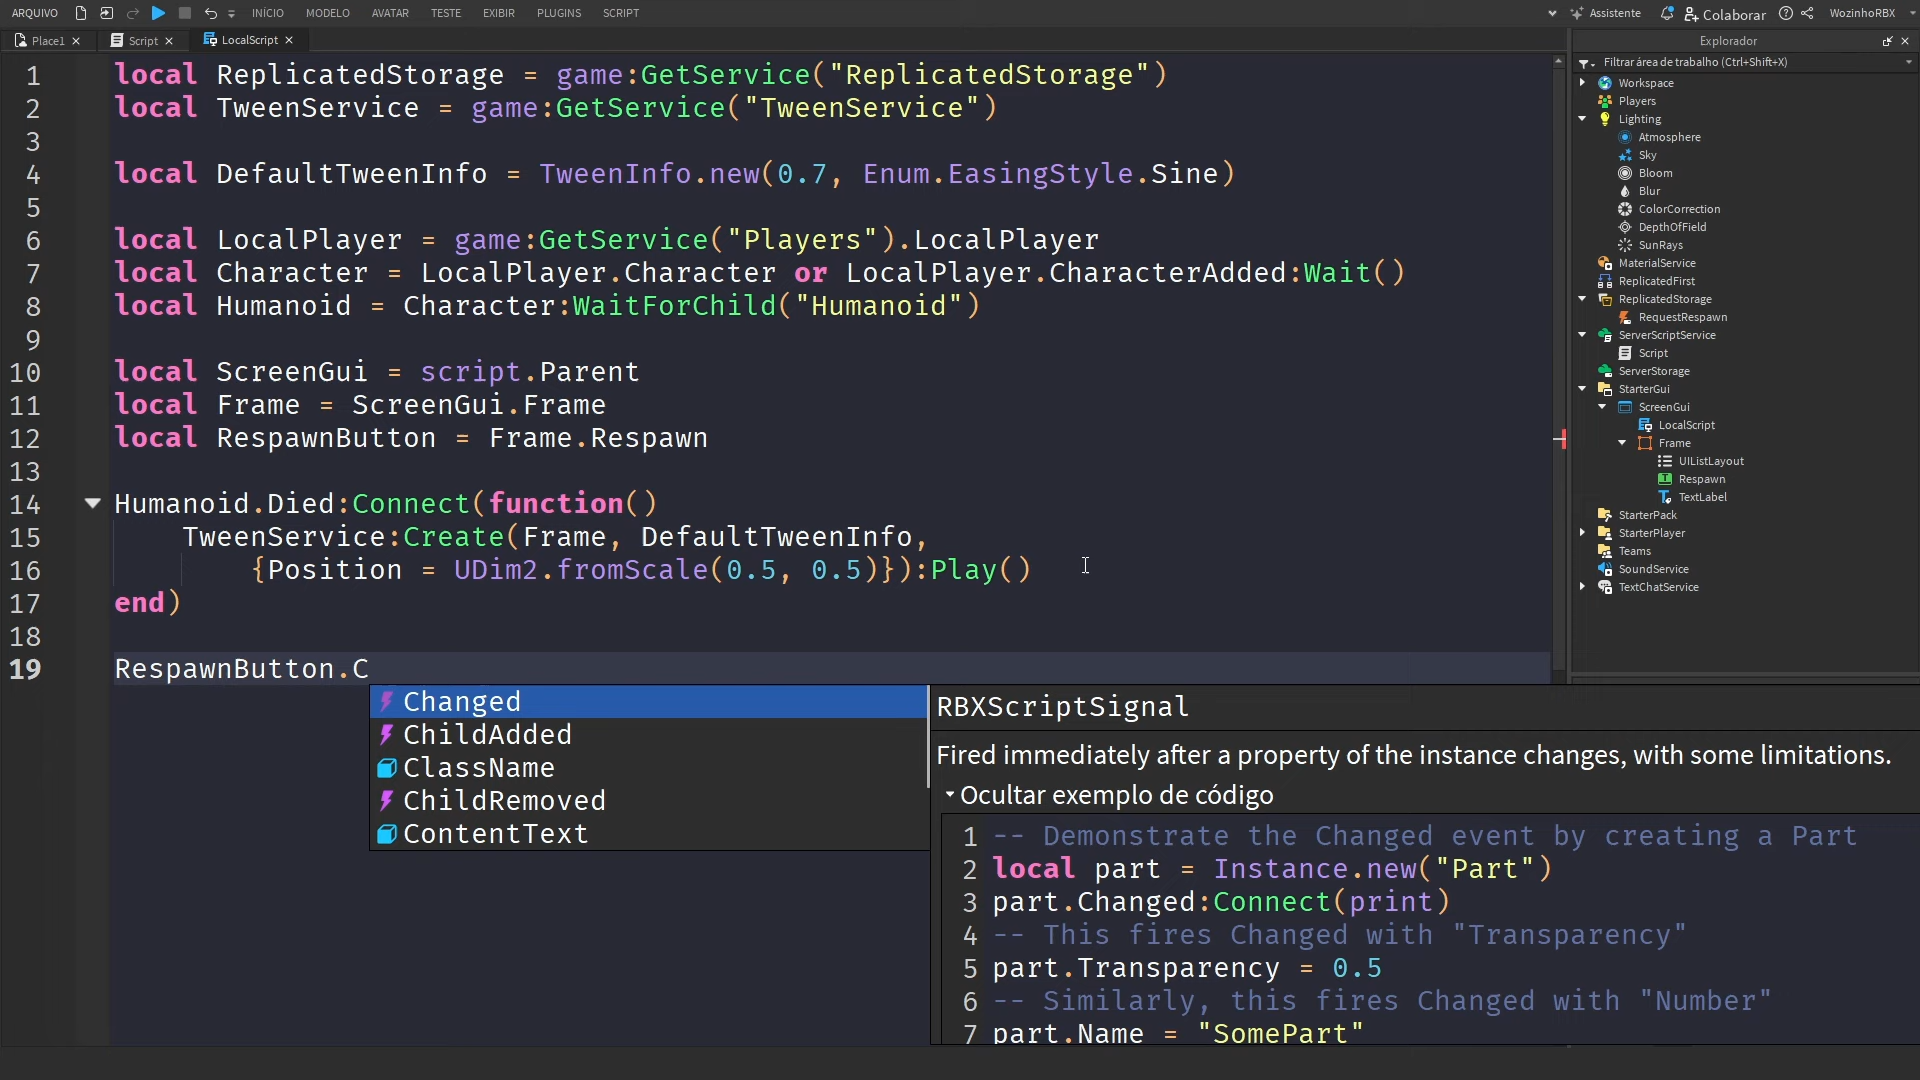 ARQUIVO INÍCIO MODELO AVATAR TESTE EXIBIR PLUGINS SCRIPT Assistente Colaborar WozinhoRBX
Place1 Script LocalScript
1 local ReplicatedStorage = game:GetService("ReplicatedStorage")
2 local TweenService = game:GetService("TweenService")
3
4 local DefaultTweenInfo = TweenInfo.new(0.7, Enum.EasingStyle.Sine)
5
6 local LocalPlayer = game:GetService("Players").LocalPlayer
7 local Character = LocalPlayer.Character or LocalPlayer.CharacterAdded:Wait()
8 local Humanoid = Character:WaitForChild("Humanoid")
9
10 local ScreenGui = script.Parent
11 local Frame = ScreenGui.Frame
12 local RespawnButton = Frame.Respawn
13
14 Humanoid.Died:Connect(function()
15 TweenService:Create(Frame, DefaultTweenInfo,
16 {Position = UDim2.fromScale(0.5, 0.5)}):Play()
17 end)
18
19 RespawnButton.C
Changed
ChildAdded
ClassName
ChildRemoved
ContentText
RBXScriptSignal
Fired immediately after a property of the instance changes, with some limitations.
Ocultar exemplo de código
1 -- Demonstrate the Changed event by creating a Part
2 local part = Instance.new("Part")
3 part.Changed:Connect(print)
4 -- This fires Changed with "Transparency"
5 part.Transparency = 0.5
6 -- Similarly, this fires Changed with "Number"
7 part.Name = "SomePart"
Explorador
Filtrar área de trabalho (Ctrl+Shift+X)
Workspace
Players
Lighting
Atmosphere
Sky
Bloom
Blur
ColorCorrection
DepthOfField
SunRays
MaterialService
ReplicatedFirst
ReplicatedStorage
RequestRespawn
ServerScriptService
Script
ServerStorage
StarterGui
ScreenGui
LocalScript
Frame
UIListLayout
Respawn
TextLabel
StarterPack
StarterPlayer
Teams
SoundService
TextChatService